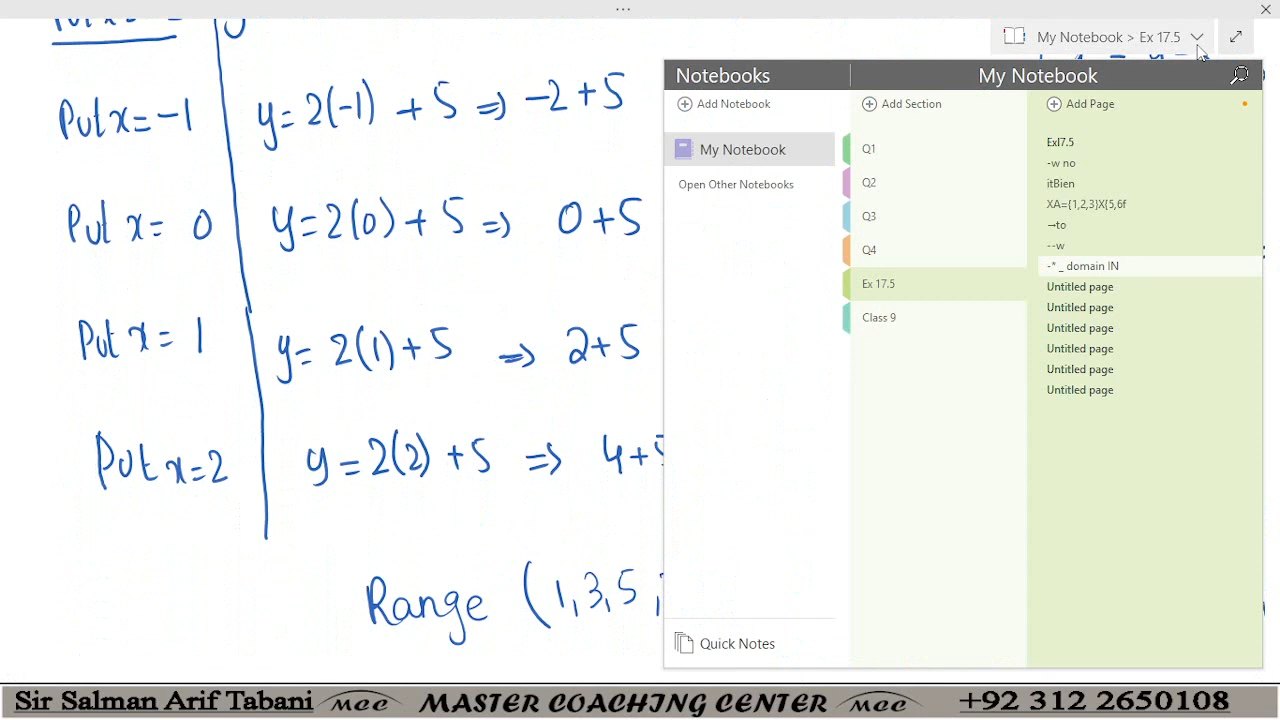 Put x =
My Notebook > Ex 17.5
Put x = -1 y = 2(-1) + 5 ⇒ -2 + 5
Put x = 0 y = 2(0) + 5 ⇒ 0 + 5
Put x = 1 y = 2(1) + 5 ⇒ 2 + 5
Put x = 2 y = 2(2) + 5 ⇒ 4 + 5
Range (1, 3, 5,
Notebooks
My Notebook
Add Notebook
My Notebook
Open Other Notebooks
Quick Notes
Add Section
Q1
Q2
Q3
Q4
Ex 17.5
Class 9
Add Page
ExI7.5
-w no
itBien
XA={1,2,3}X{5,6f
→to
--w
-* _ domain IN
Untitled page
Untitled page
Untitled page
Untitled page
Untitled page
Untitled page
Sir Salman Arif Tabani mcc MASTER COACHING CENTER mcc +92 312 2650108